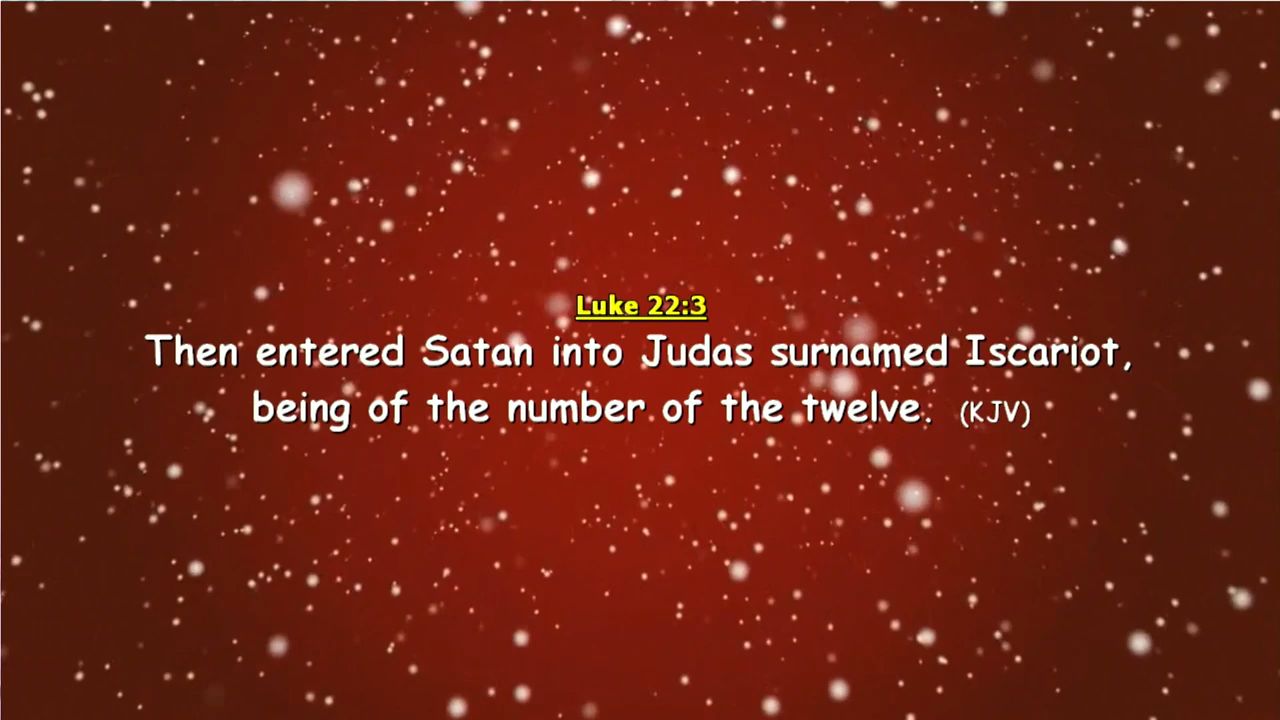 Luke 22:3
Then entered Satan into Judas surnamed Iscariot,
being of the number of the twelve. (KJV)